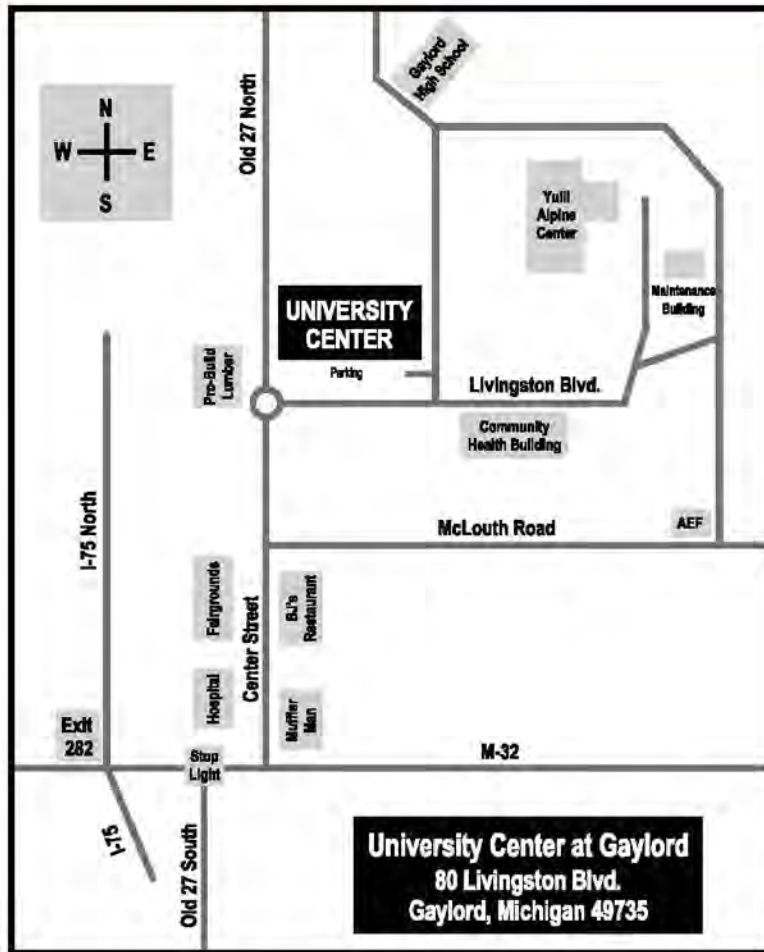 Gaylord
High School
Old 27 North
N
W E
S
Yuill
Alpine
Center
Maintenance
Building
UNIVERSITY
CENTER
Parking
Pro-Build
Lumber
Livingston Blvd.
Community
Health Building
McLouth Road
AEF
I-75 North
Fairgrounds
BJ's
Restaurant
Center Street
Hospital
Muffler
Man
Exit
282
Stop
Light
M-32
I-75
Old 27 South
University Center at Gaylord
80 Livingston Blvd.
Gaylord, Michigan 49735